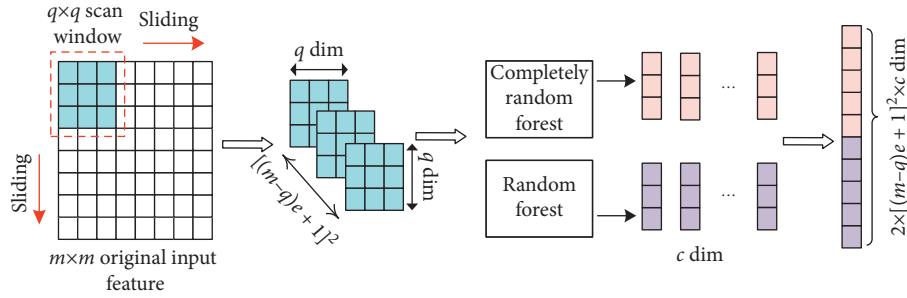 q×q scan
window
Sliding
Sliding
m×m original input
feature
q dim
q dim
[(m–q)e + 1]²
Completely
random
forest
Random
forest
...
...
c dim
2×[(m–q)e + 1]²×c dim